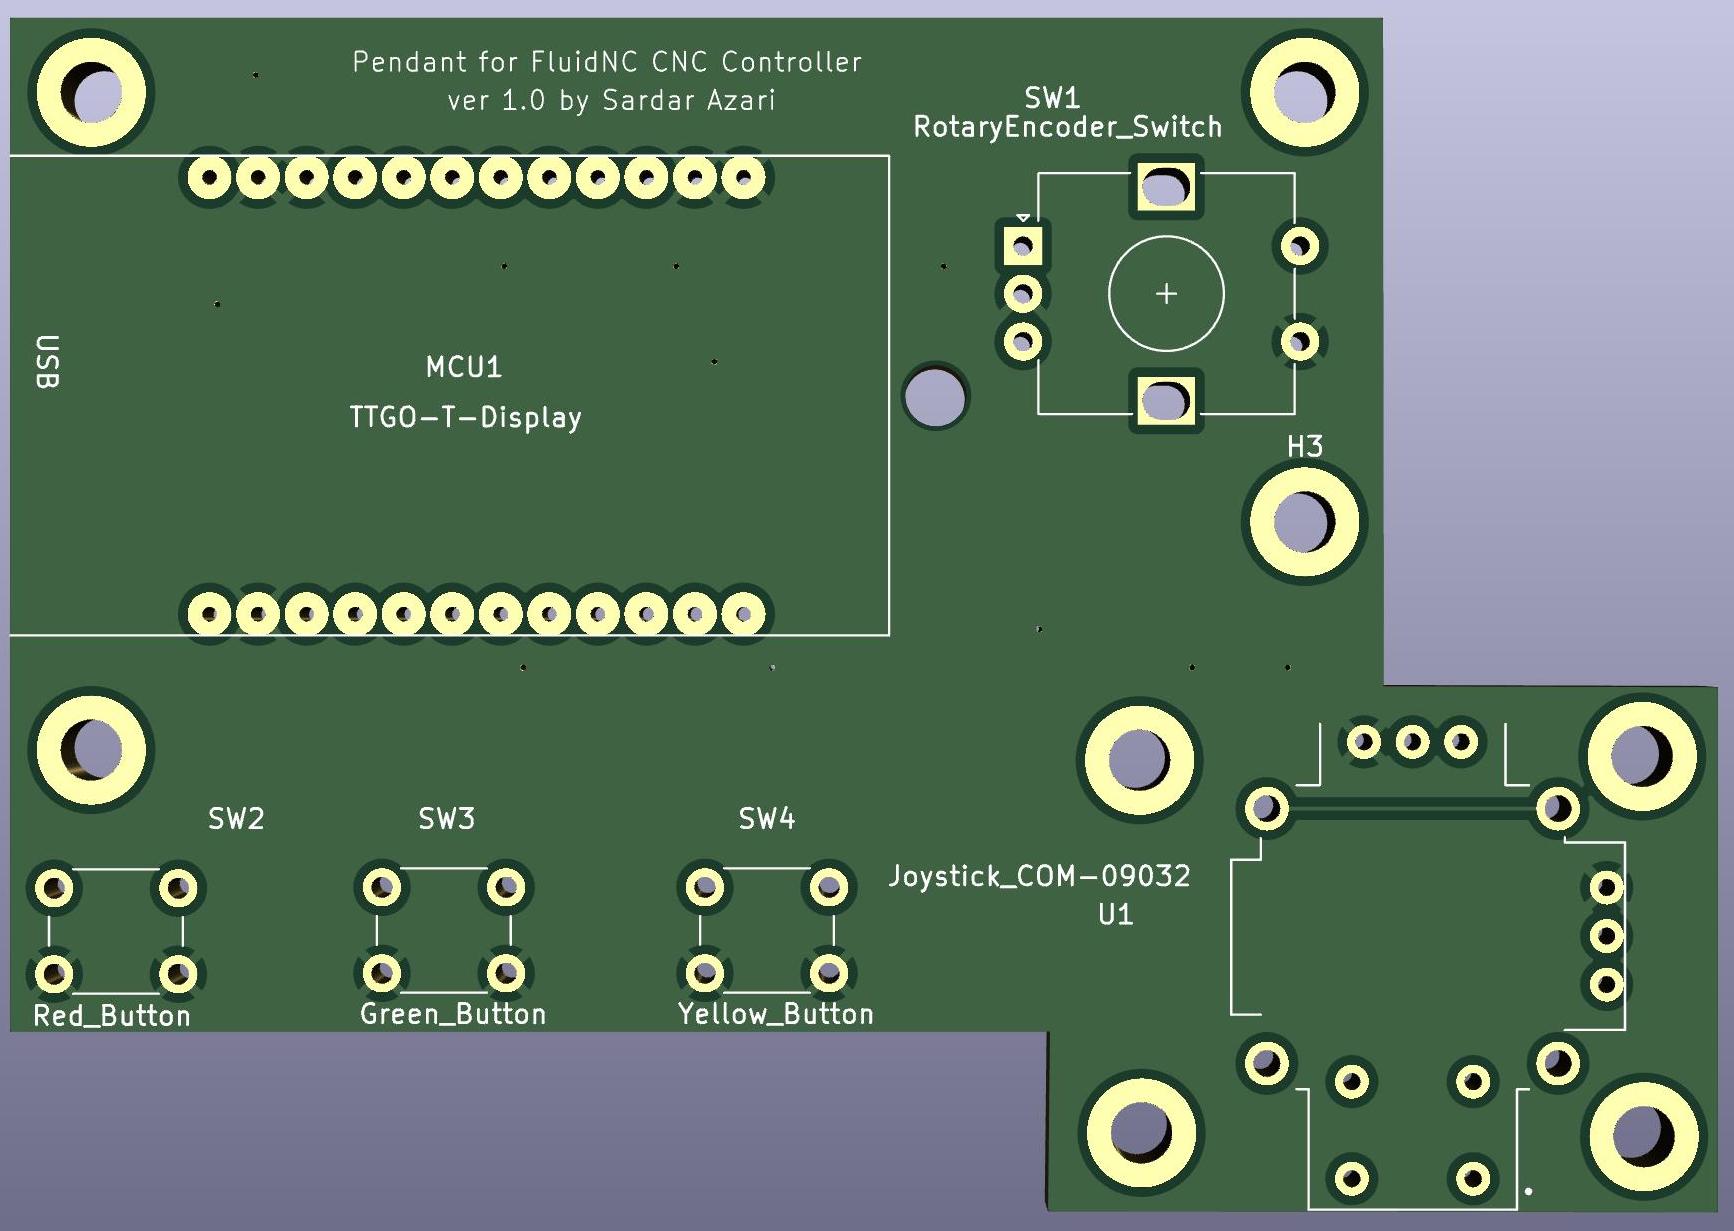 Pendant for FluidNC CNC Controller
ver 1.0 by Sardar Azari
SW1
RotaryEncoder_Switch
USB
MCU1
TTGO-T-Display
H3
SW2
SW3
SW4
Joystick_COM-09032
U1
Red_Button
Green_Button
Yellow_Button